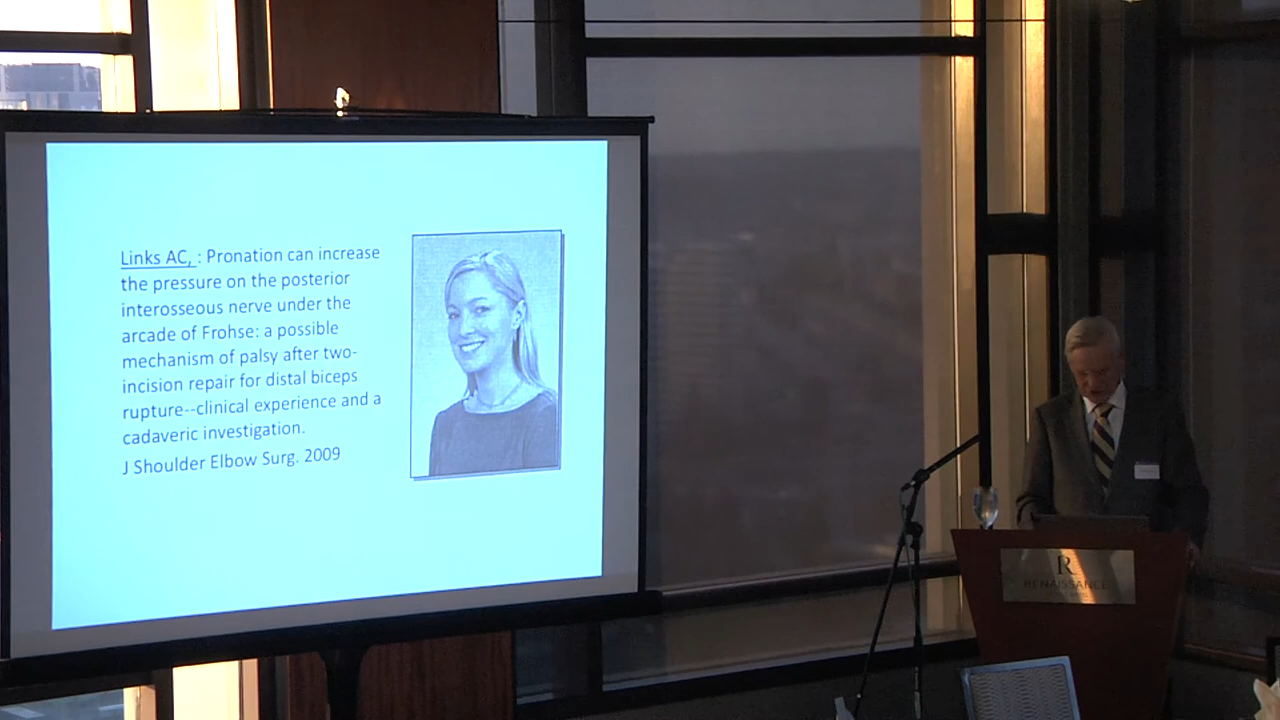 Links AC, : Pronation can increase
the pressure on the posterior
interosseous nerve under the
arcade of Frohse: a possible
mechanism of palsy after two-
incision repair for distal biceps
rupture--clinical experience and a
cadaveric investigation.
J Shoulder Elbow Surg. 2009
R
RENAISSANCE